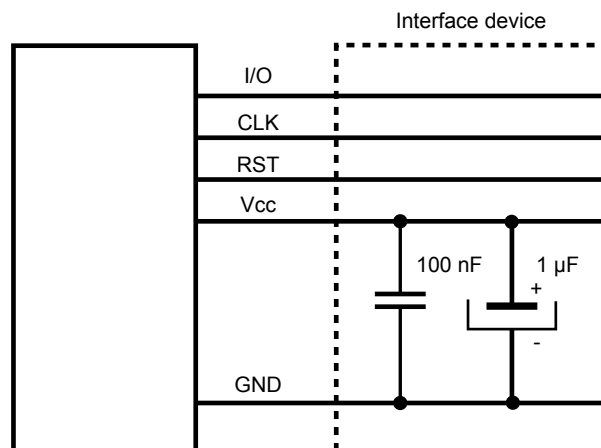 Interface device
I/O
CLK
RST
Vcc
100 nF
1 µF
+
-
GND